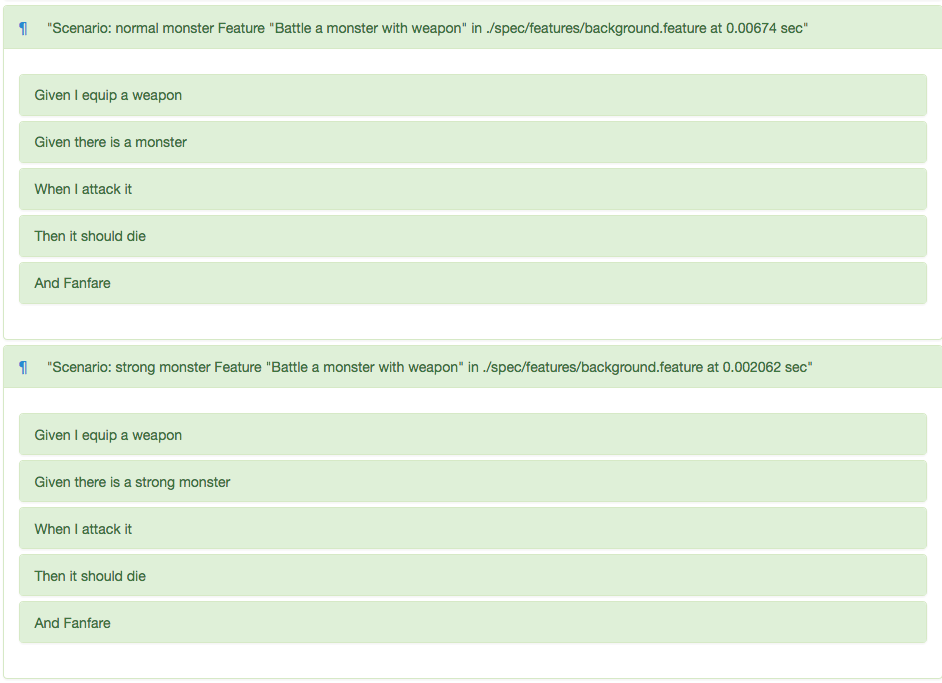 ¶ "Scenario: normal monster Feature "Battle a monster with weapon" in ./spec/features/background.feature at 0.00674 sec"
Given I equip a weapon
Given there is a monster
When I attack it
Then it should die
And Fanfare
¶ "Scenario: strong monster Feature "Battle a monster with weapon" in ./spec/features/background.feature at 0.002062 sec"
Given I equip a weapon
Given there is a strong monster
When I attack it
Then it should die
And Fanfare